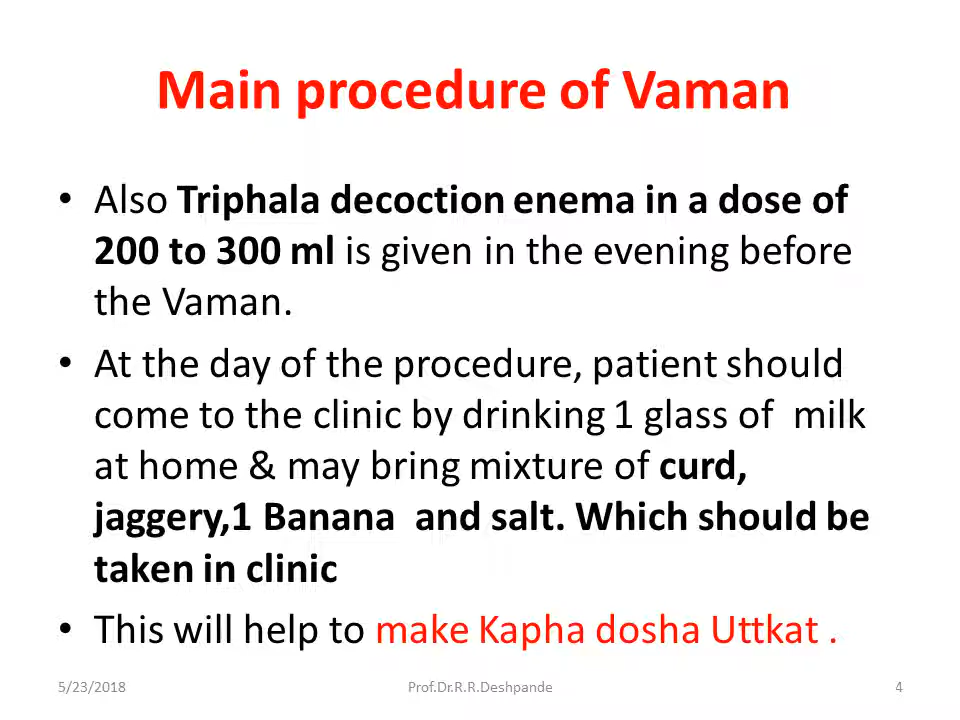 Main procedure of Vaman
• Also Triphala decoction enema in a dose of
200 to 300 ml is given in the evening before
the Vaman.
• At the day of the procedure, patient should
come to the clinic by drinking 1 glass of  milk
at home & may bring mixture of curd,
jaggery,1 Banana  and salt. Which should be
taken in clinic
• This will help to make Kapha dosha Uttkat .
5/23/2018 Prof.Dr.R.R.Deshpande 4